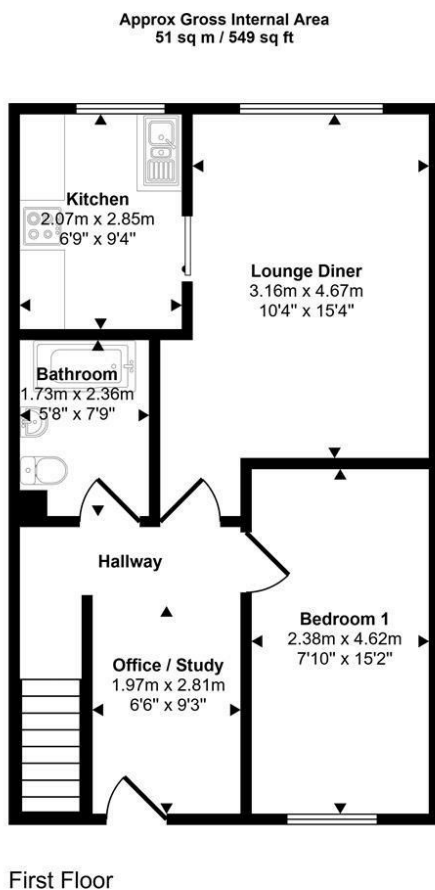 Approx Gross Internal Area
51 sq m / 549 sq ft
Kitchen
2.07m x 2.85m
6'9" x 9'4"
Lounge Diner
3.16m x 4.67m
10'4" x 15'4"
Bathroom
1.73m x 2.36m
5'8" x 7'9"
Hallway
Bedroom 1
2.38m x 4.62m
7'10" x 15'2"
Office / Study
1.97m x 2.81m
6'6" x 9'3"
First Floor